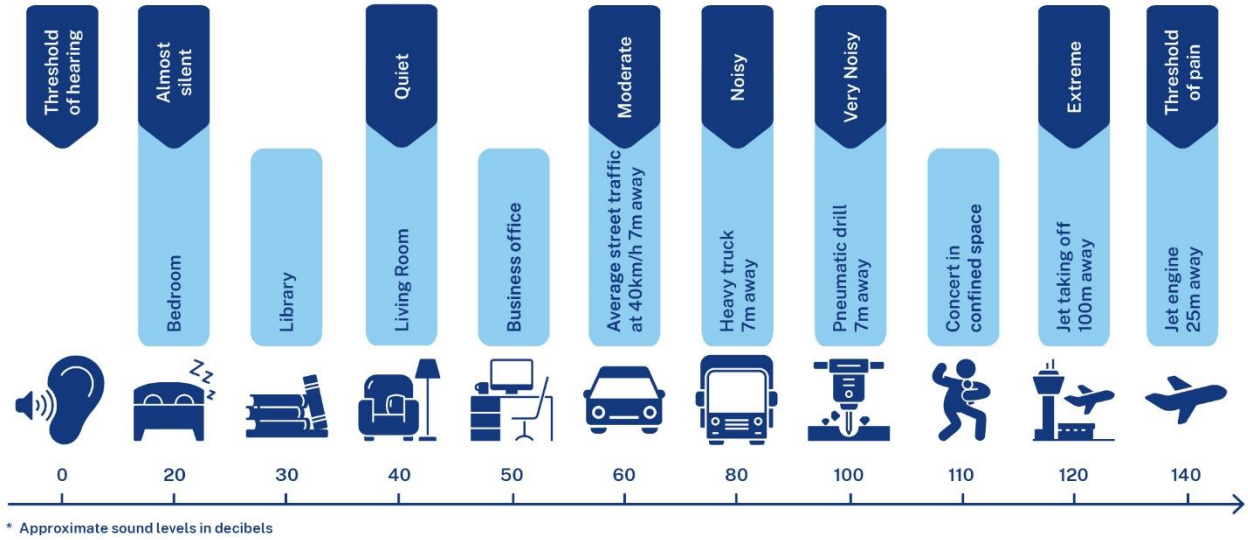 Threshold
of hearing
Almost
silent
Quiet
Moderate
Noisy
Very Noisy
Extreme
Threshold
of pain
Bedroom
Library
Living Room
Business office
Average street traffic
at 40km/h 7m away
Heavy truck
7m away
Pneumatic drill
7m away
Concert in
confined space
Jet taking off
100m away
Jet engine
25m away
ZZz
0 20 30 40 50 60 80 100 110 120 140
* Approximate sound levels in decibels